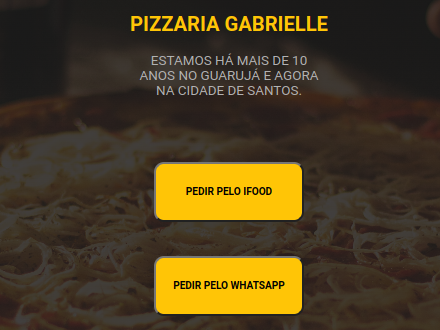 PIZZARIA GABRIELLE
ESTAMOS HÁ MAIS DE 10
ANOS NO GUARUJÁ E AGORA
NA CIDADE DE SANTOS.
PEDIR PELO IFOOD
PEDIR PELO WHATSAPP